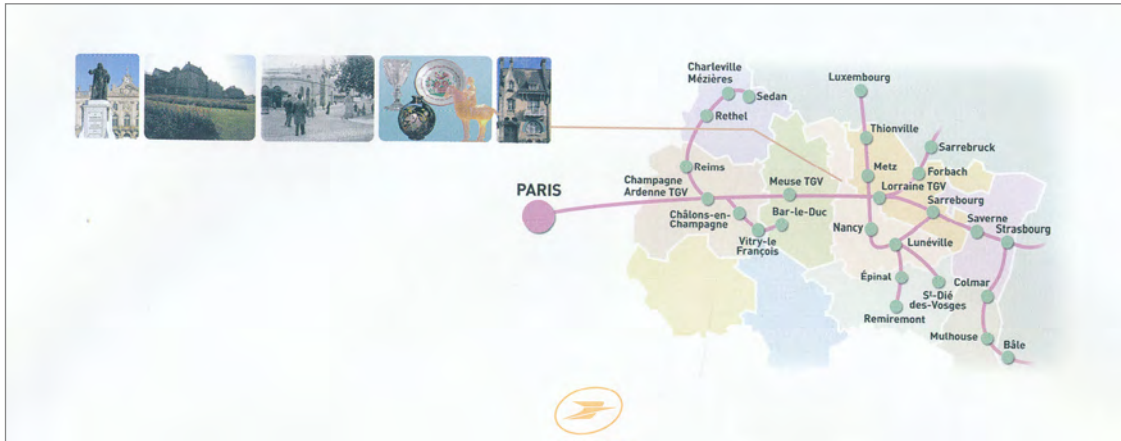 Charleville
Mézières
Sedan
Rethel
Reims
Luxembourg
Thionville
Metz
Sarrebruck
Forbach
PARIS
Champagne
Ardenne TGV
Meuse TGV
Lorraine TGV
Sarrebourg
Saverne
Strasbourg
Châlons-en-
Champagne
Bar-le-Duc
Vitry-le
François
Nancy
Lunéville
Épinal
St-Dié
des-Vosges
Remiremont
Colmar
Mulhouse
Bâle